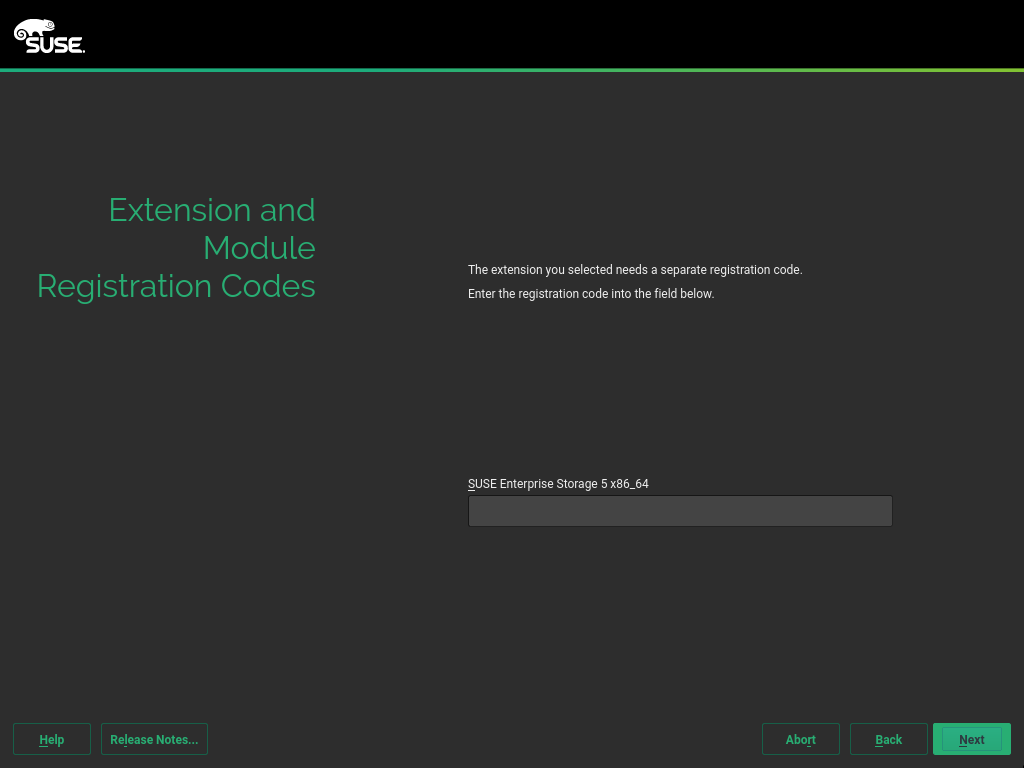 SUSE.
Extension and
Module
Registration Codes
The extension you selected needs a separate registration code.
Enter the registration code into the field below.
SUSE Enterprise Storage 5 x86_64
Help
Release Notes...
Abort
Back
Next